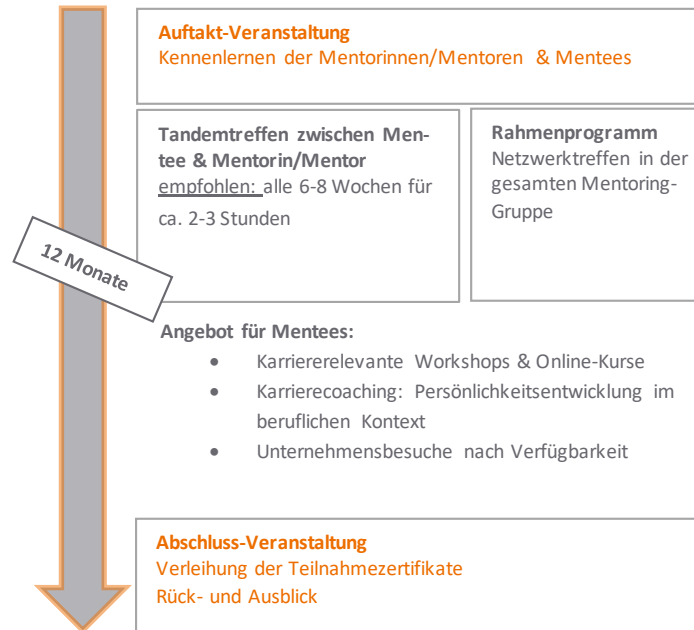 Auftakt-Veranstaltung
Kennenlernen der Mentorinnen/Mentoren & Mentees
Tandemtreffen zwischen Men-
tee & Mentorin/Mentor
empfohlen: alle 6-8 Wochen für
ca. 2-3 Stunden
Rahmenprogramm
Netzwerktreffen in der
gesamten Mentoring-
Gruppe
12 Monate
Angebot für Mentees:
• Karriererelevante Workshops & Online-Kurse
• Karrierecoaching: Persönlichkeitsentwicklung im
beruflichen Kontext
• Unternehmensbesuche nach Verfügbarkeit
Abschluss-Veranstaltung
Verleihung der Teilnahmezertifikate
Rück- und Ausblick